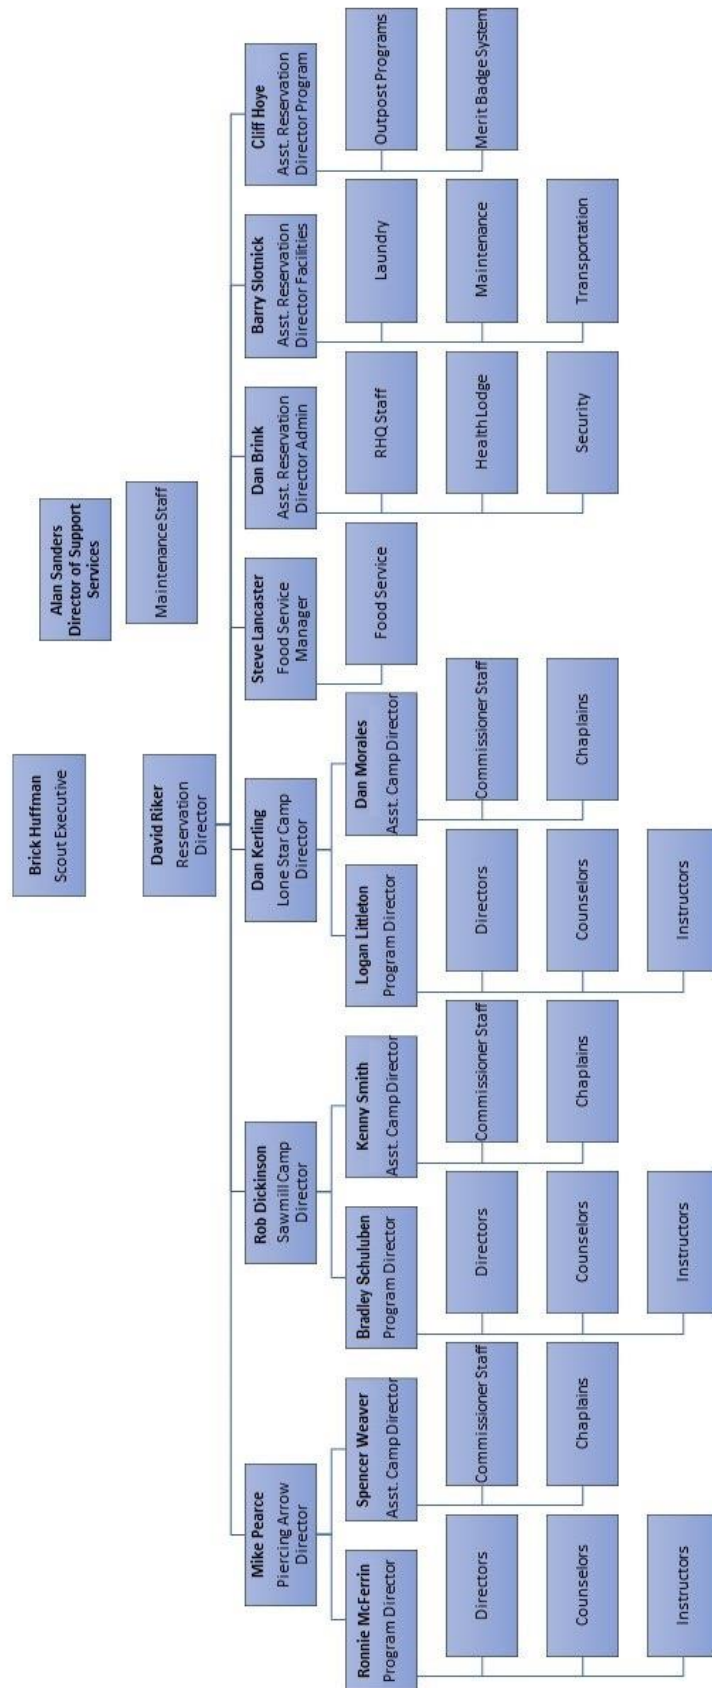 Brick Huffman
Scout Executive
Alan Sanders
Director of Support
Services
Maintenance Staff
David Riker
Reservation
Director
Mike Pearce
Piercing Arrow
Director
Rob Dickinson
Sawmill Camp
Director
Dan Kerling
Lone Star Camp
Director
Steve Lancaster
Food Service
Manager
Dan Brink
Asst. Reservation
Director Admin
Barry Slotnick
Asst. Reservation
Director Facilities
Cliff Hoye
Asst. Reservation
Director Program
Ronnie McFerrin
Program Director
Spencer Weaver
Asst. Camp Director
Bradley Schuluben
Program Director
Kenny Smith
Asst. Camp Director
Logan Littleton
Program Director
Dan Morales
Asst. Camp Director
Food Service
RHQ Staff
Laundry
Outpost Programs
Directors
Commissioner Staff
Directors
Commissioner Staff
Directors
Commissioner Staff
Health Lodge
Maintenance
Merit Badge System
Counselors
Chaplains
Counselors
Chaplains
Counselors
Chaplains
Security
Transportation
Instructors
Instructors
Instructors